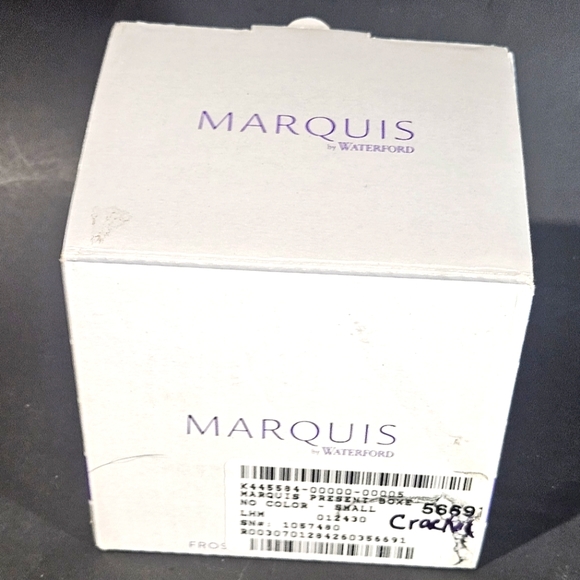 MARQUIS
by WATERFORD
MARQUIS
by WATERFORD
K445584-00000-00005
MARQUIS PRESENT BOXE
NO COLOR - SMALL
5669
2
LHM 012430
SN#: 1057480
R0030701284260356691
FROS